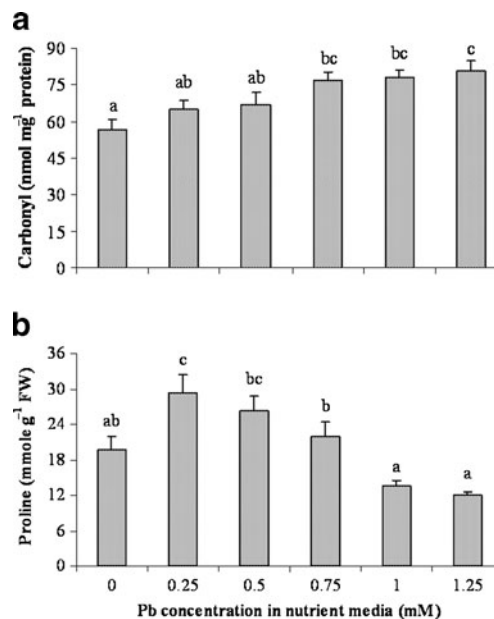 a
Carbonyl (nmol mg⁻¹ protein)
90
75
60
45
30
15
0
a
ab
ab
bc
bc
c
b
Proline (mmole g⁻¹ FW)
36
30
24
18
12
6
0
ab
c
bc
b
a
a
0 0.25 0.5 0.75 1 1.25
Pb concentration in nutrient media (mM)